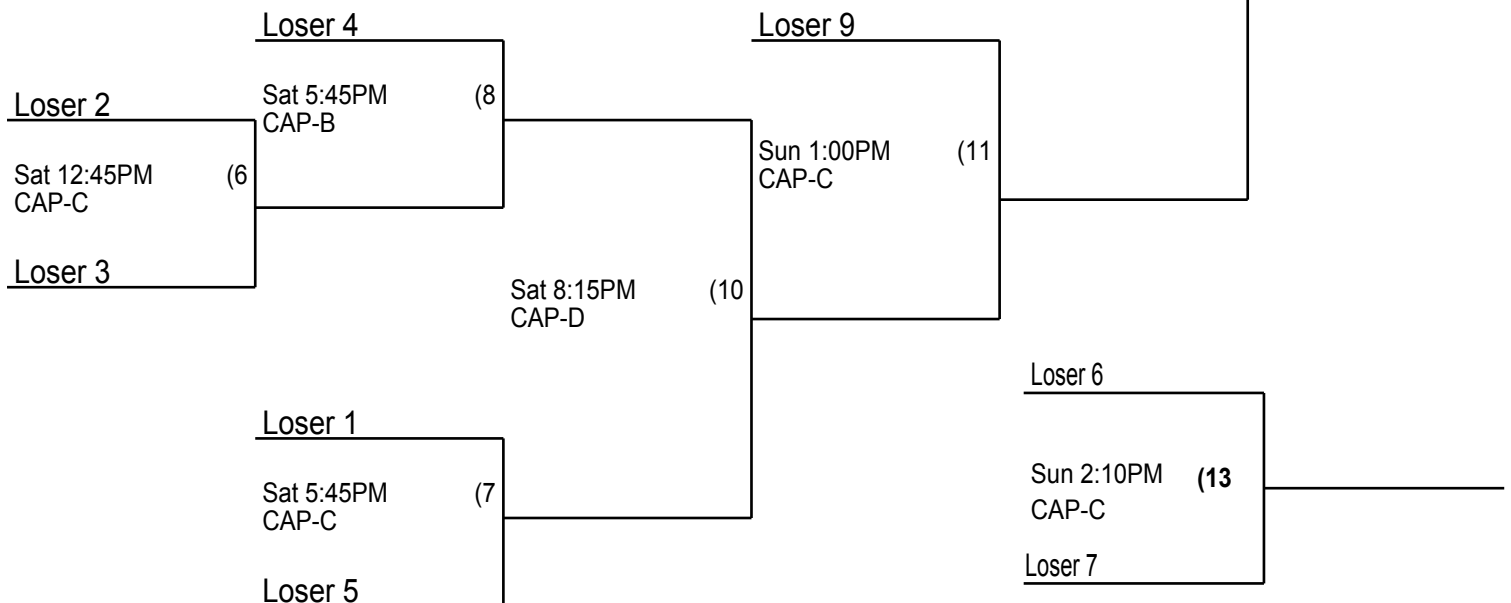 Loser 4
Loser 9
Loser 2
Sat 5:45PM (8
CAP-B
Sun 1:00PM (11
CAP-C
Sat 12:45PM (6
CAP-C
Loser 3
Sat 8:15PM (10
CAP-D
Loser 6
Loser 1
Sun 2:10PM (13
CAP-C
Sat 5:45PM (7
CAP-C
Loser 7
Loser 5